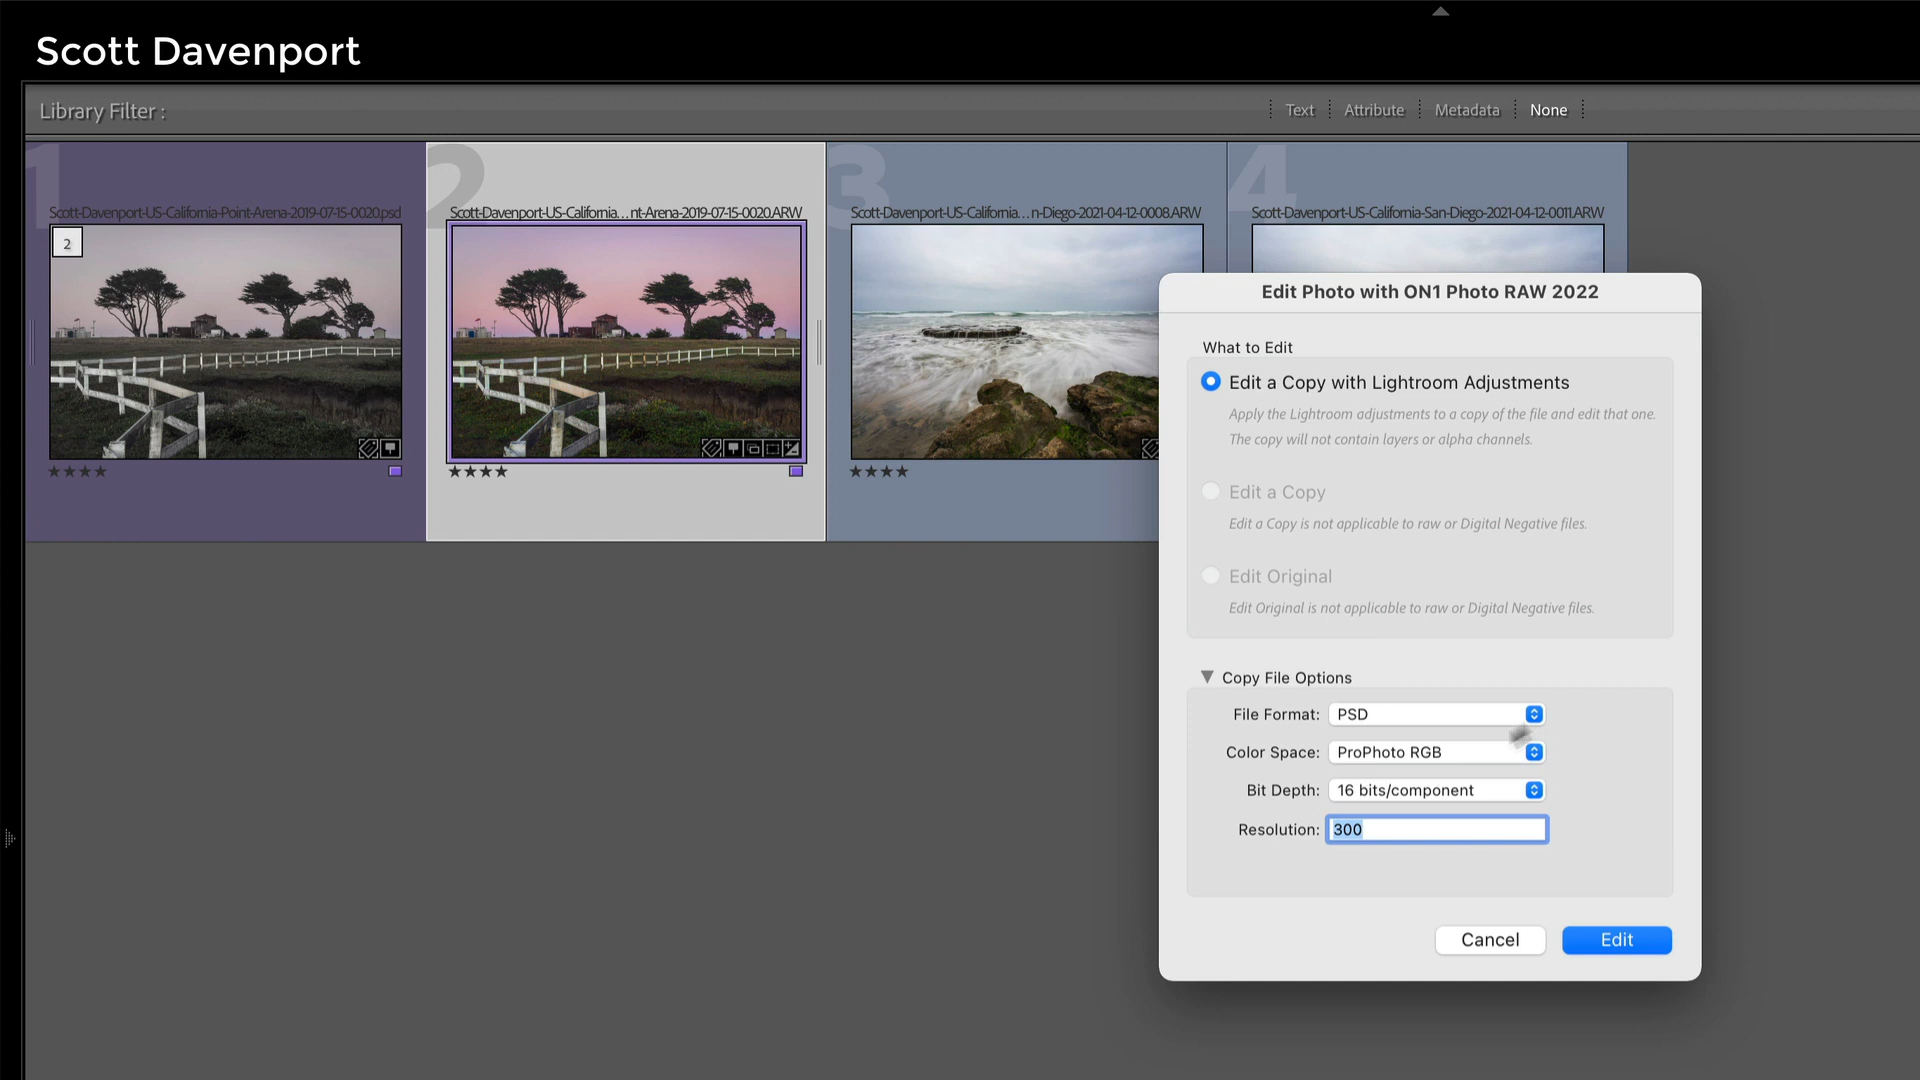 Scott Davenport
Library Filter :
Text
Attribute
Metadata
None
1
2
3
4
Scott-Davenport-US-California-Point-Arena-2019-07-15-0020.psd
Scott-Davenport-US-California…nt-Arena-2019-07-15-0020.ARW
Scott-Davenport-US-California…n-Diego-2021-04-12-0008.ARW
Scott-Davenport-US-California-San-Diego-2021-04-12-0011.ARW
2
Edit Photo with ON1 Photo RAW 2022
What to Edit
Edit a Copy with Lightroom Adjustments
Apply the Lightroom adjustments to a copy of the file and edit that one.
The copy will not contain layers or alpha channels.
Edit a Copy
Edit a Copy is not applicable to raw or Digital Negative files.
Edit Original
Edit Original is not applicable to raw or Digital Negative files.
Copy File Options
File Format: PSD
Color Space: ProPhoto RGB
Bit Depth: 16 bits/component
Resolution: 300
Cancel
Edit